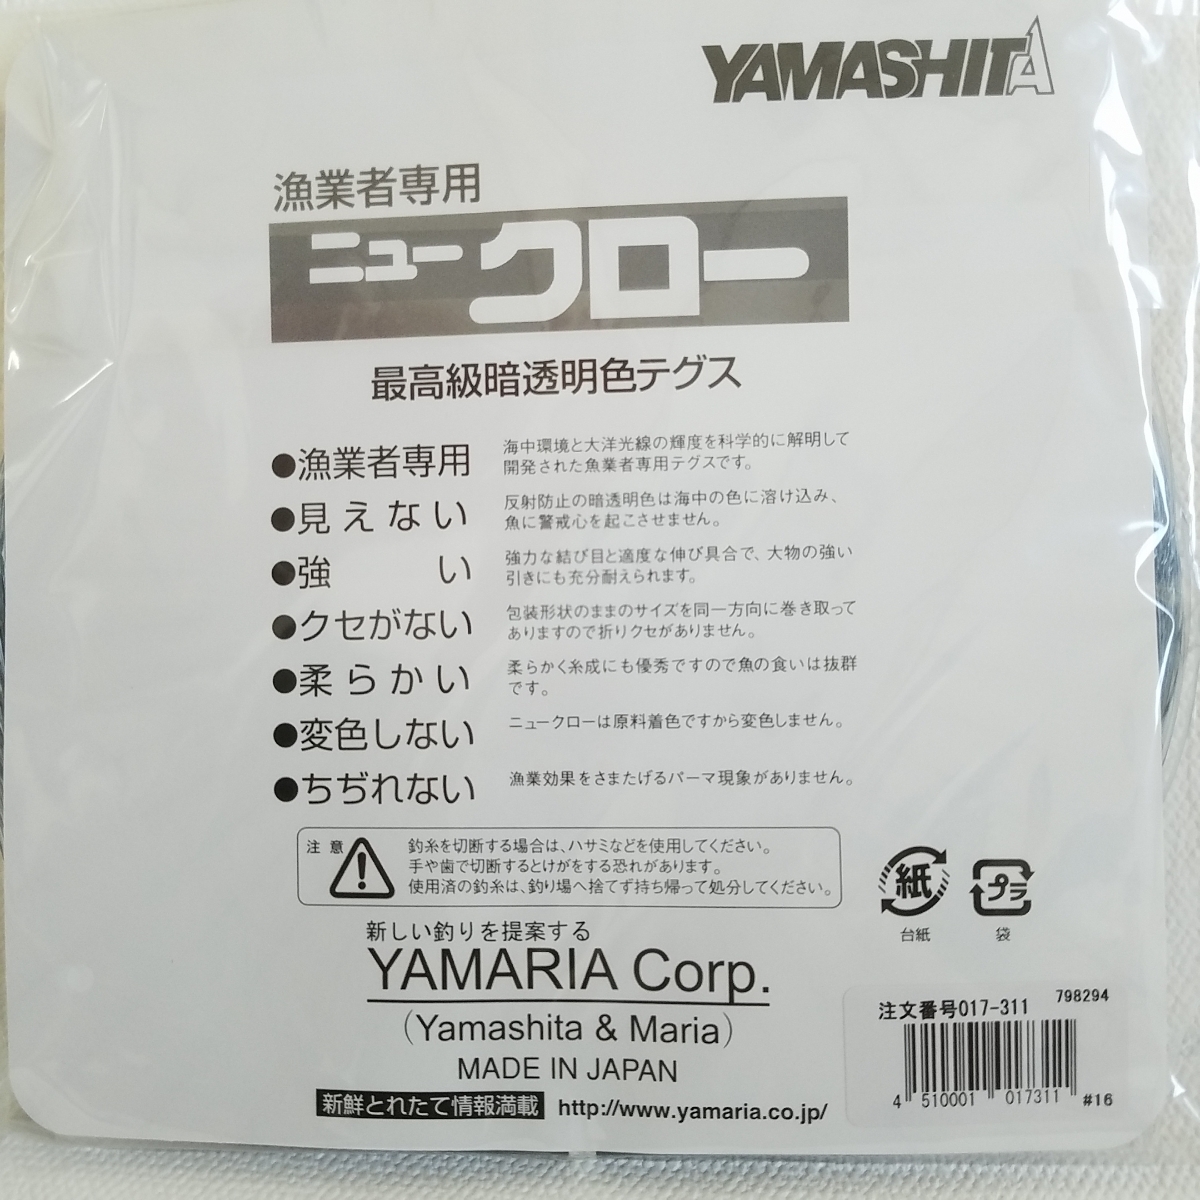 YAMASHITA
漁業者専用
ニュークロー
最高級暗透明色テグス
●漁業者専用
海中環境と大洋光線の輝度を科学的に解明して
開発された魚業者専用テグスです。
●見えない
反射防止の暗透明色は海中の色に溶け込み、
魚に警戒心を起こさせません。
●強い
強力な結び目と適度な伸び具合で、大物の強い
引きにも充分耐えられます。
●クセがない
包装形状のままのサイズを同一方向に巻き取って
ありますので折りクセがありません。
●柔らかい
柔らかく糸成にも優秀ですので魚の食いは抜群
です。
●変色しない
ニュークローは原料着色ですから変色しません。
●ちぢれない
漁業効果をさまたげるパーマ現象がありません。
注意
釣糸を切断する場合は、ハサミなどを使用してください。
手や歯で切断するとけがをする恐れがあります。
使用済の釣糸は、釣り場へ捨てず持ち帰って処分してください。
紙
台紙
プラ
袋
新しい釣りを提案する
YAMARIA Corp.
(Yamashita & Maria)
MADE IN JAPAN
新鮮とれたて情報満載 http://www.yamaria.co.jp/
798294
注文番号017-311
4 510001 017311 #16